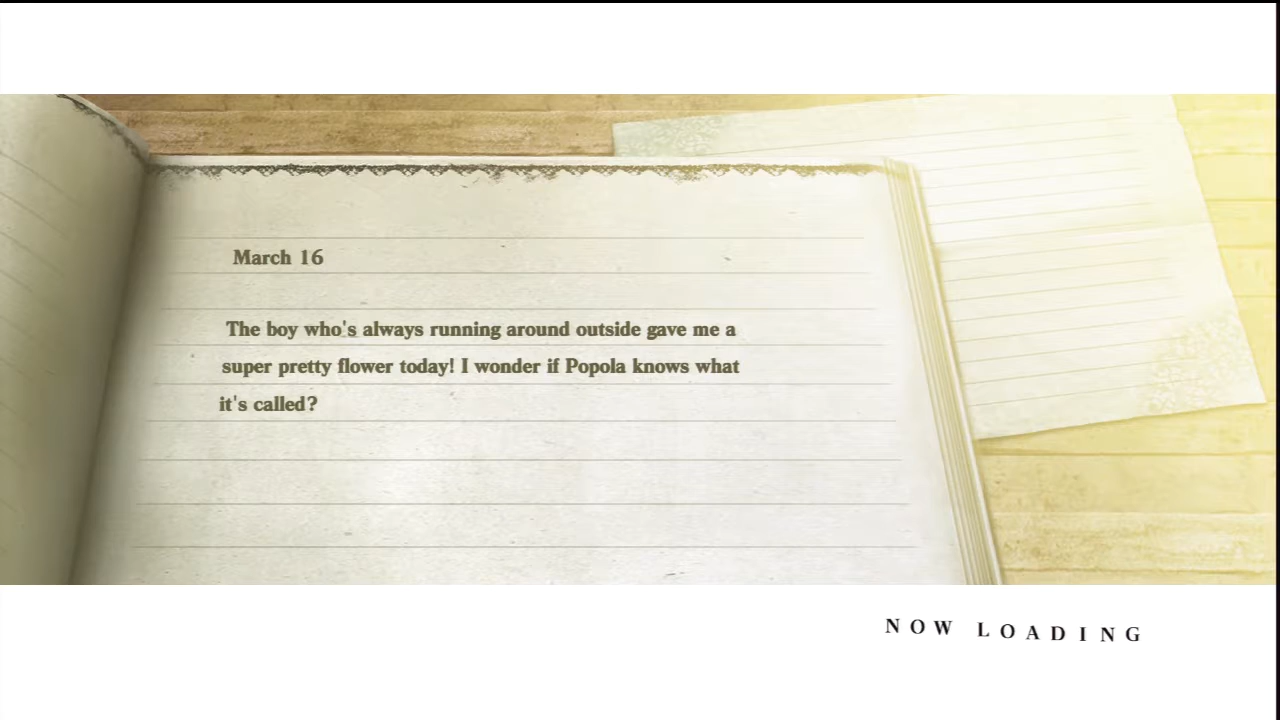 March 16
The boy who's always running around outside gave me a
super pretty flower today! I wonder if Popola knows what
it's called?
NOW LOADING